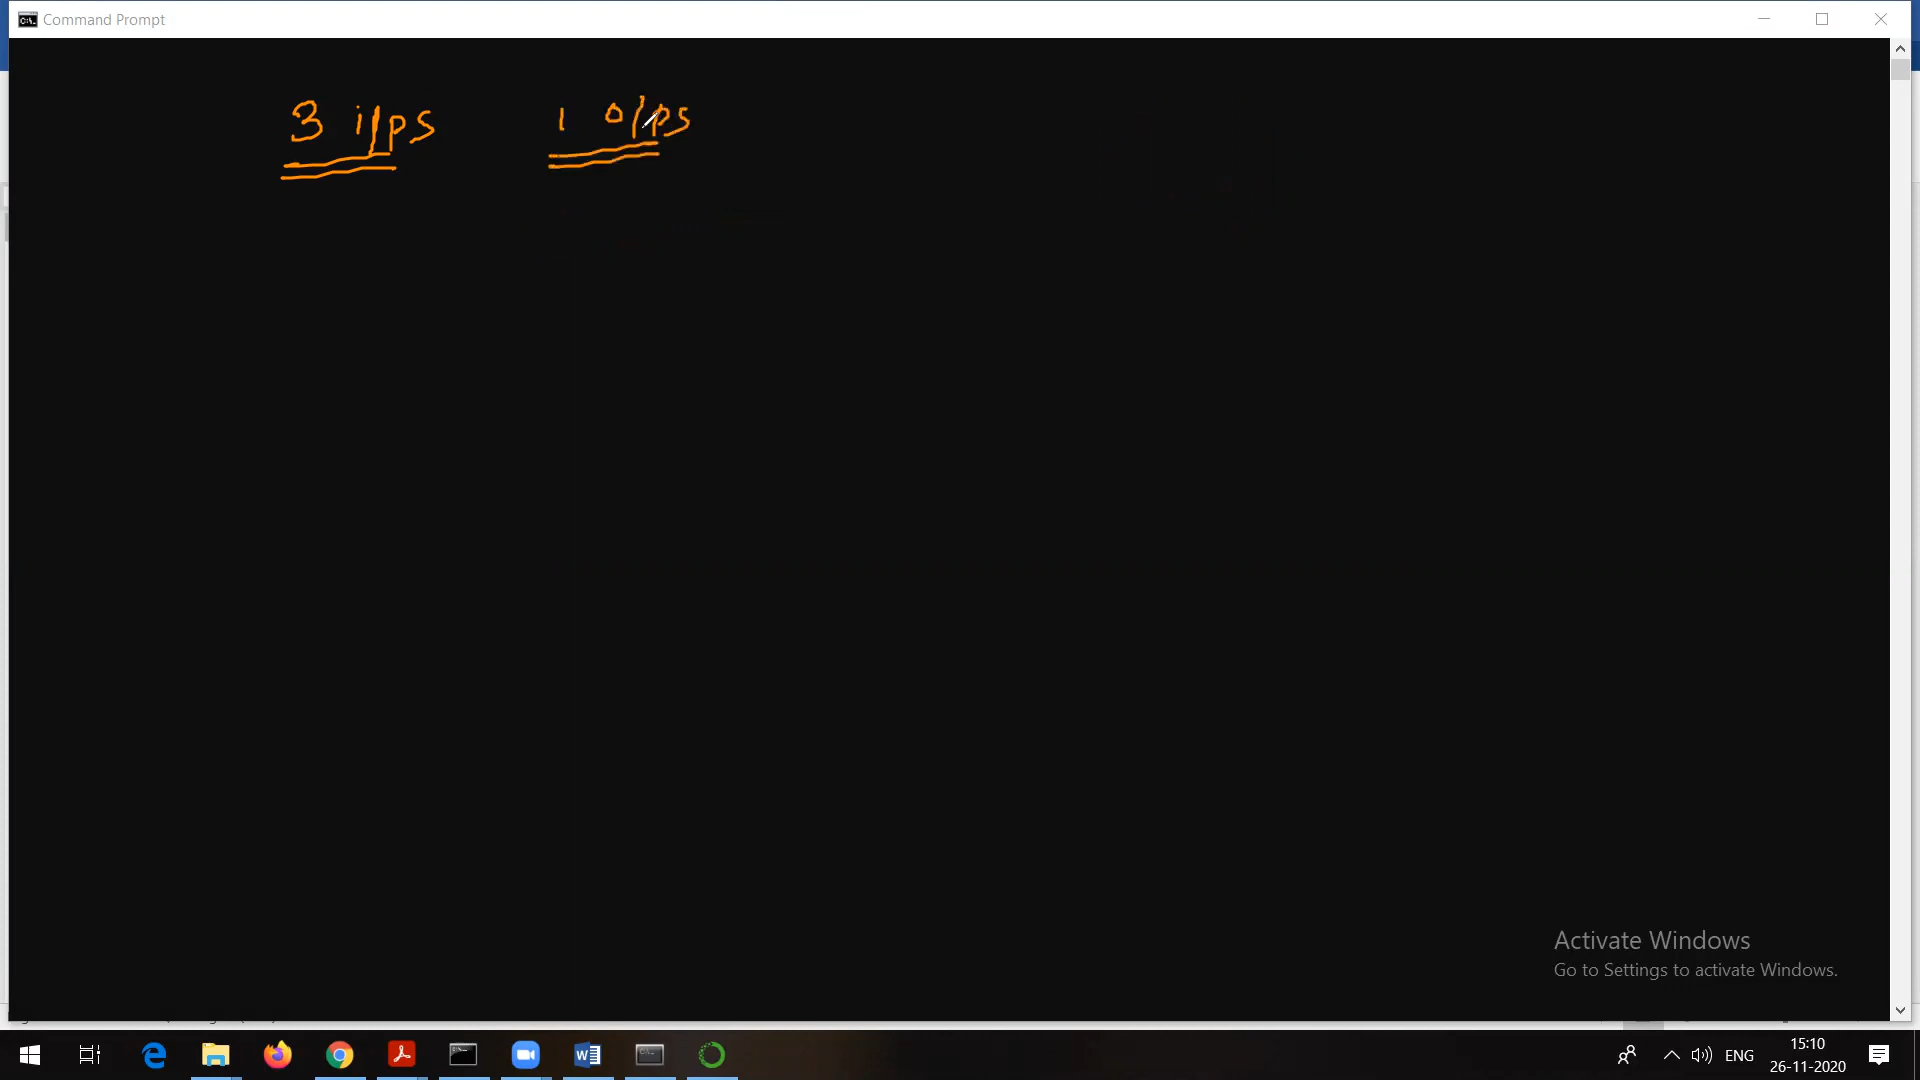 Command Prompt
3 i/ps 1 o/ps
Activate Windows
Go to Settings to activate Windows.
ENG
15:10
26-11-2020